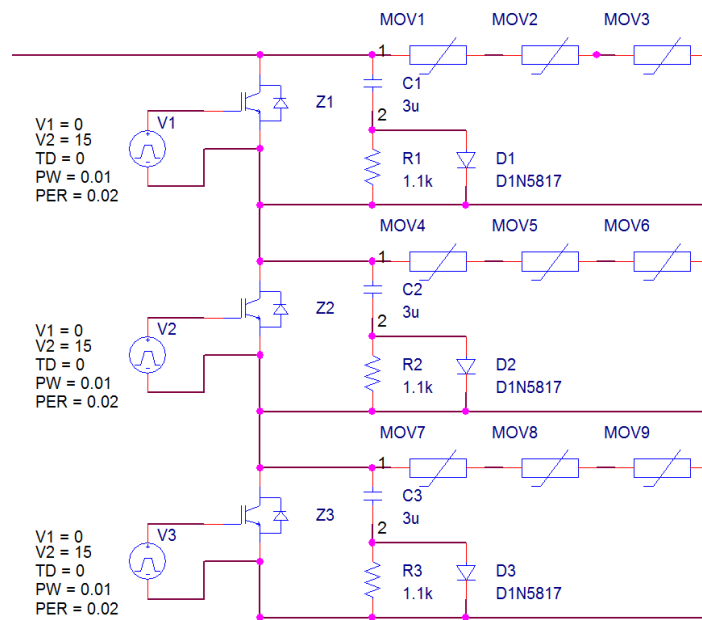 MOV1 MOV2 MOV3
1
C1
3u
Z1
V1
V1 = 0
V2 = 15
TD = 0
PW = 0.01
PER = 0.02
2
R1
1.1k
D1
D1N5817
MOV4 MOV5 MOV6
1
C2
3u
Z2
V2
V1 = 0
V2 = 15
TD = 0
PW = 0.01
PER = 0.02
2
R2
1.1k
D2
D1N5817
MOV7 MOV8 MOV9
1
C3
3u
Z3
V3
V1 = 0
V2 = 15
TD = 0
PW = 0.01
PER = 0.02
2
R3
1.1k
D3
D1N5817